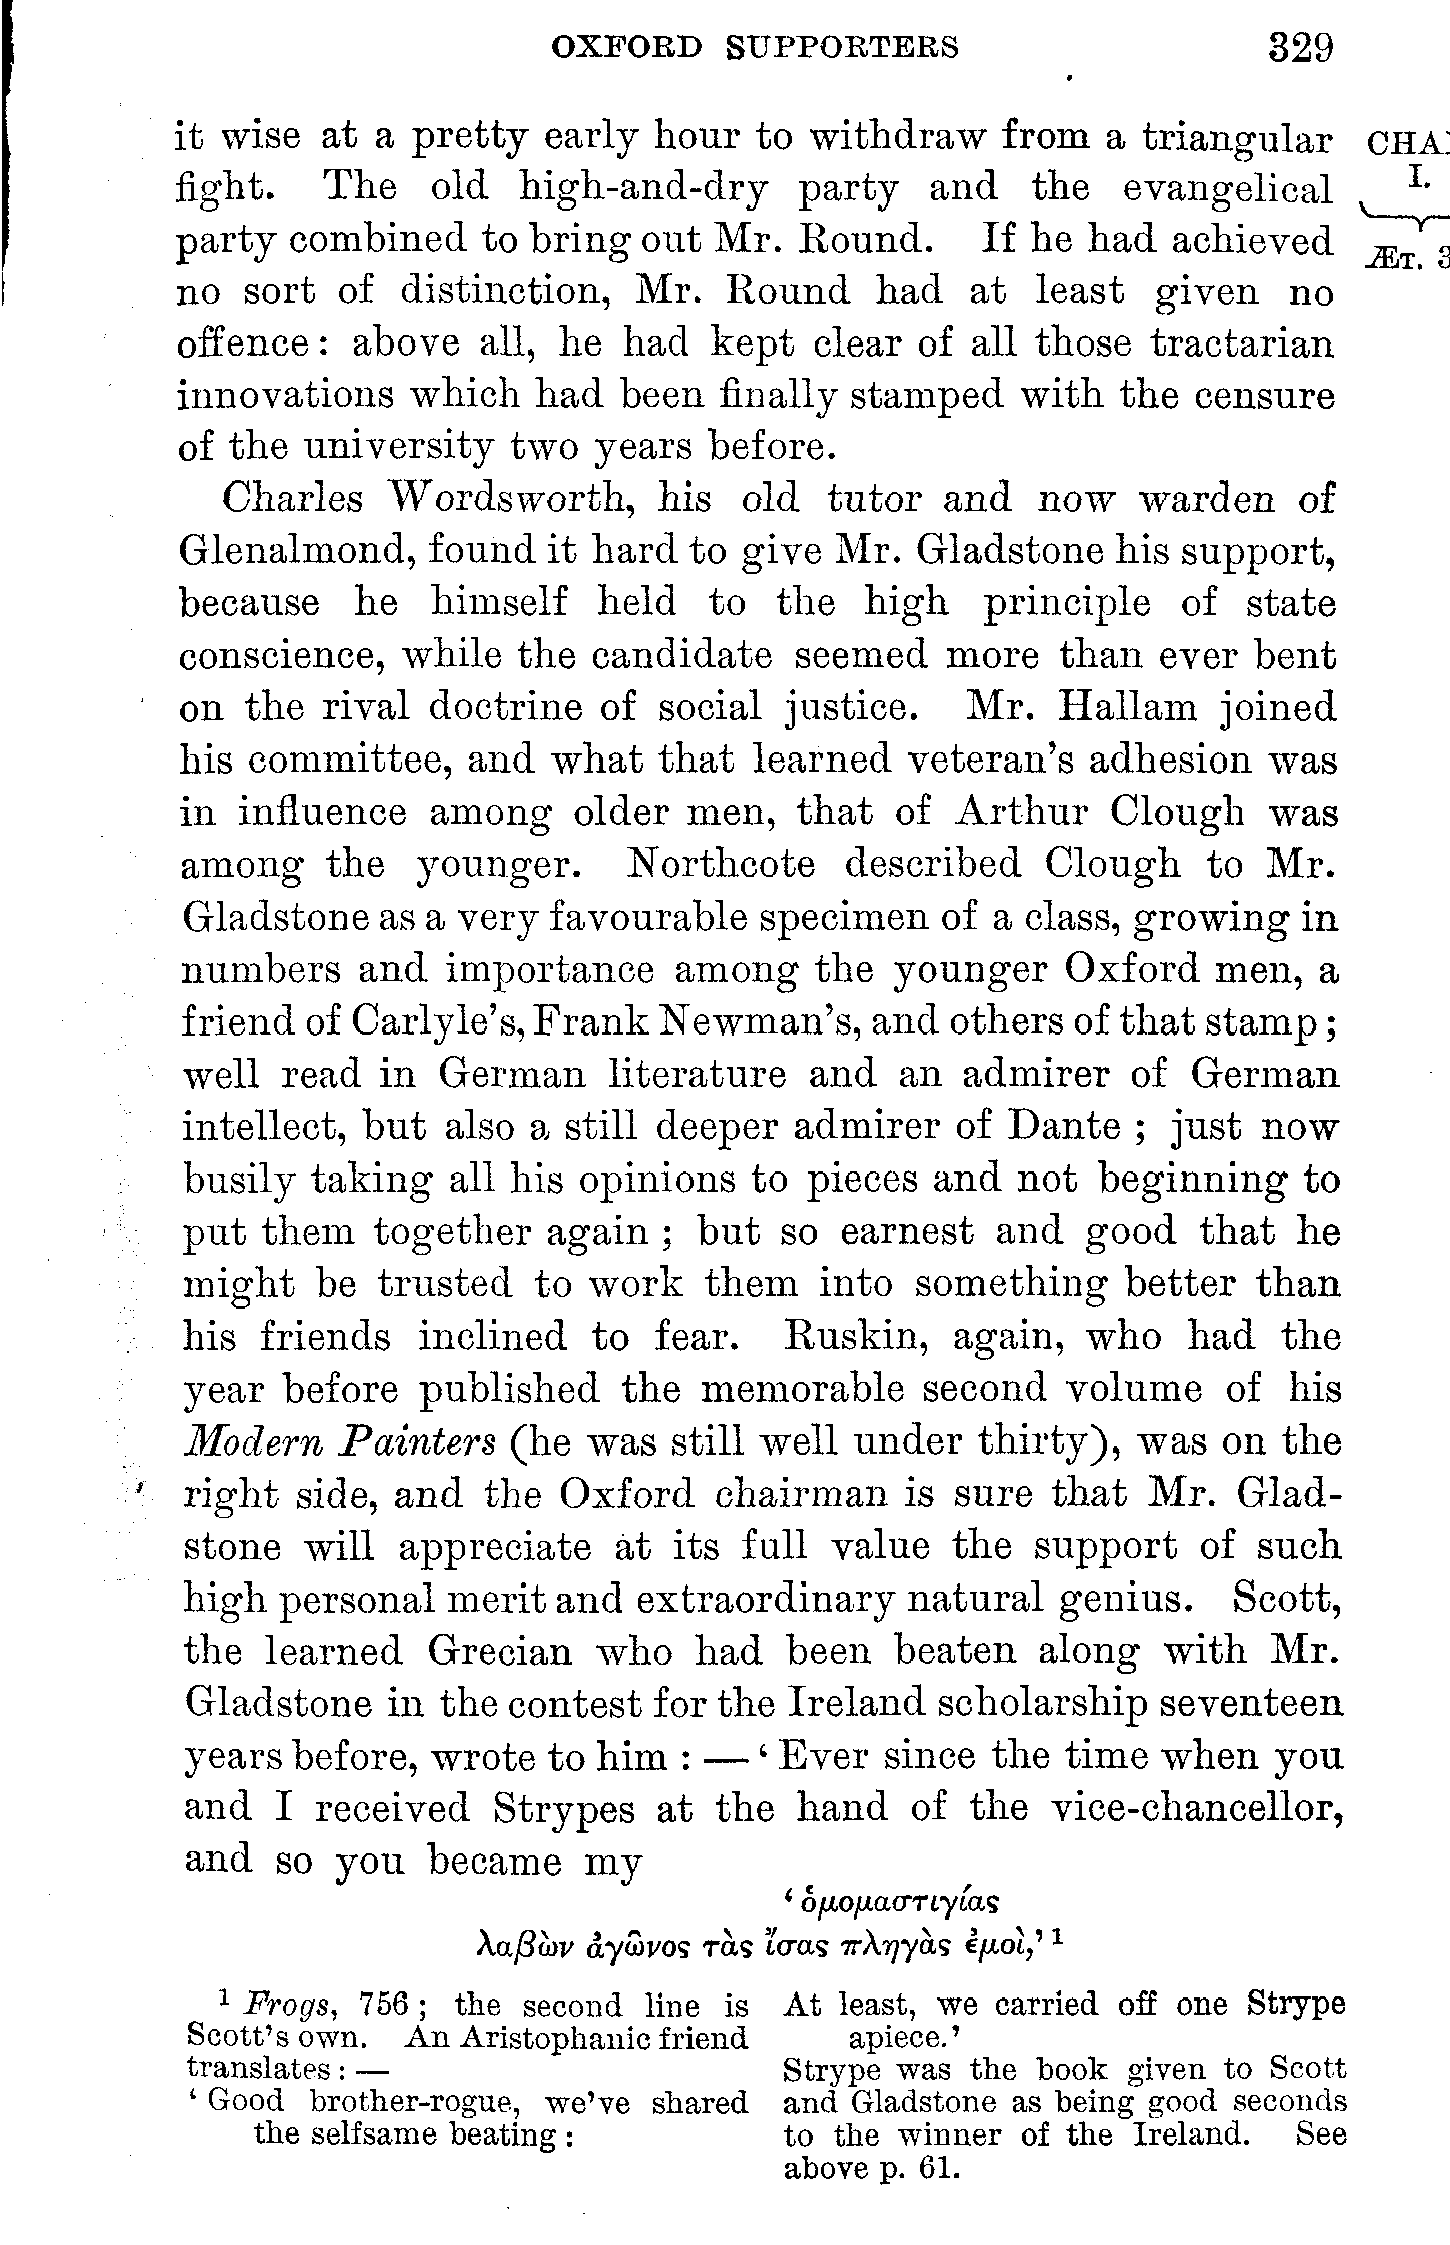 OXFORD SUPPORTERS 329
it wise at a pretty early hour to withdraw from a triangular
fight. The old high-and-dry party and the evangelical
party combined to bring out Mr. Round. If he had achieved
no sort of distinction, Mr. Round had at least given no
offence: above all, he had kept clear of all those tractarian
innovations which had been finally stamped with the censure
of the university two years before.
Charles Wordsworth, his old tutor and now warden of
Glenalmond, found it hard to give Mr. Gladstone his support,
because he himself held to the high principle of state
conscience, while the candidate seemed more than ever bent
on the rival doctrine of social justice. Mr. Hallam joined
his committee, and what that learned veteran's adhesion was
in influence among older men, that of Arthur Clough was
among the younger. Northcote described Clough to Mr.
Gladstone as a very favourable specimen of a class, growing in
numbers and importance among the younger Oxford men, a
friend of Carlyle's, Frank Newman's, and others of that stamp;
well read in German literature and an admirer of German
intellect, but also a still deeper admirer of Dante; just now
busily taking all his opinions to pieces and not beginning to
put them together again; but so earnest and good that he
might be trusted to work them into something better than
his friends inclined to fear. Ruskin, again, who had the
year before published the memorable second volume of his
Modern Painters (he was still well under thirty), was on the
right side, and the Oxford chairman is sure that Mr. Glad-
stone will appreciate at its full value the support of such
high personal merit and extraordinary natural genius. Scott,
the learned Grecian who had been beaten along with Mr.
Gladstone in the contest for the Ireland scholarship seventeen
years before, wrote to him: — ‘Ever since the time when you
and I received Strypes at the hand of the vice-chancellor,
and so you became my
‘ὁμομαστιγίας
λαβὼν ἀγῶνος τὰς ἴσας πληγὰς ἐμοὶ,’ 1
1 Frogs, 756; the second line is
Scott's own. An Aristophanic friend
translates: —
‘Good brother-rogue, we've shared
the selfsame beating:
At least, we carried off one Strype
apiece.’
Strype was the book given to Scott
and Gladstone as being good seconds
to the winner of the Ireland. See
above p. 61.
CHA
I.
ÆT. 3